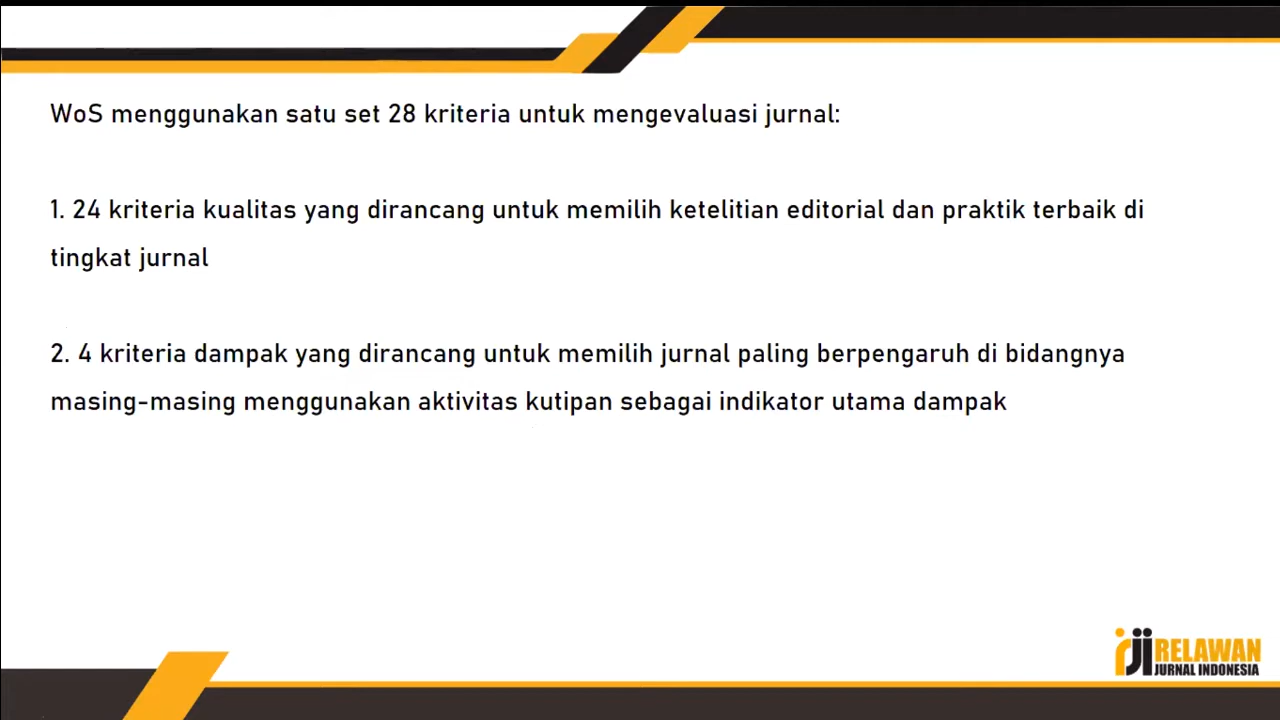 WoS menggunakan satu set 28 kriteria untuk mengevaluasi jurnal:
1. 24 kriteria kualitas yang dirancang untuk memilih ketelitian editorial dan praktik terbaik di
tingkat jurnal
2. 4 kriteria dampak yang dirancang untuk memilih jurnal paling berpengaruh di bidangnya
masing-masing menggunakan aktivitas kutipan sebagai indikator utama dampak
rji RELAWAN
JURNAL INDONESIA